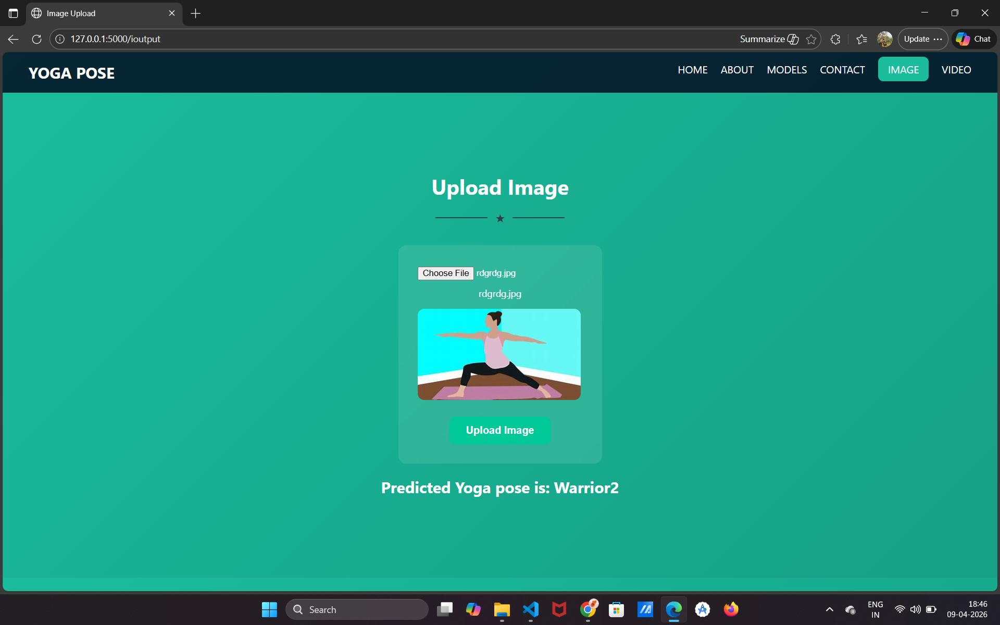 Image Upload
127.0.0.1:5000/ioutput
Summarize
Update
Chat
YOGA POSE
HOME ABOUT MODELS CONTACT IMAGE VIDEO
Upload Image
Choose File rdgrdg.jpg
rdgrdg.jpg
Upload Image
Predicted Yoga pose is: Warrior2
Search
ENG
IN
18:46
09-04-2026